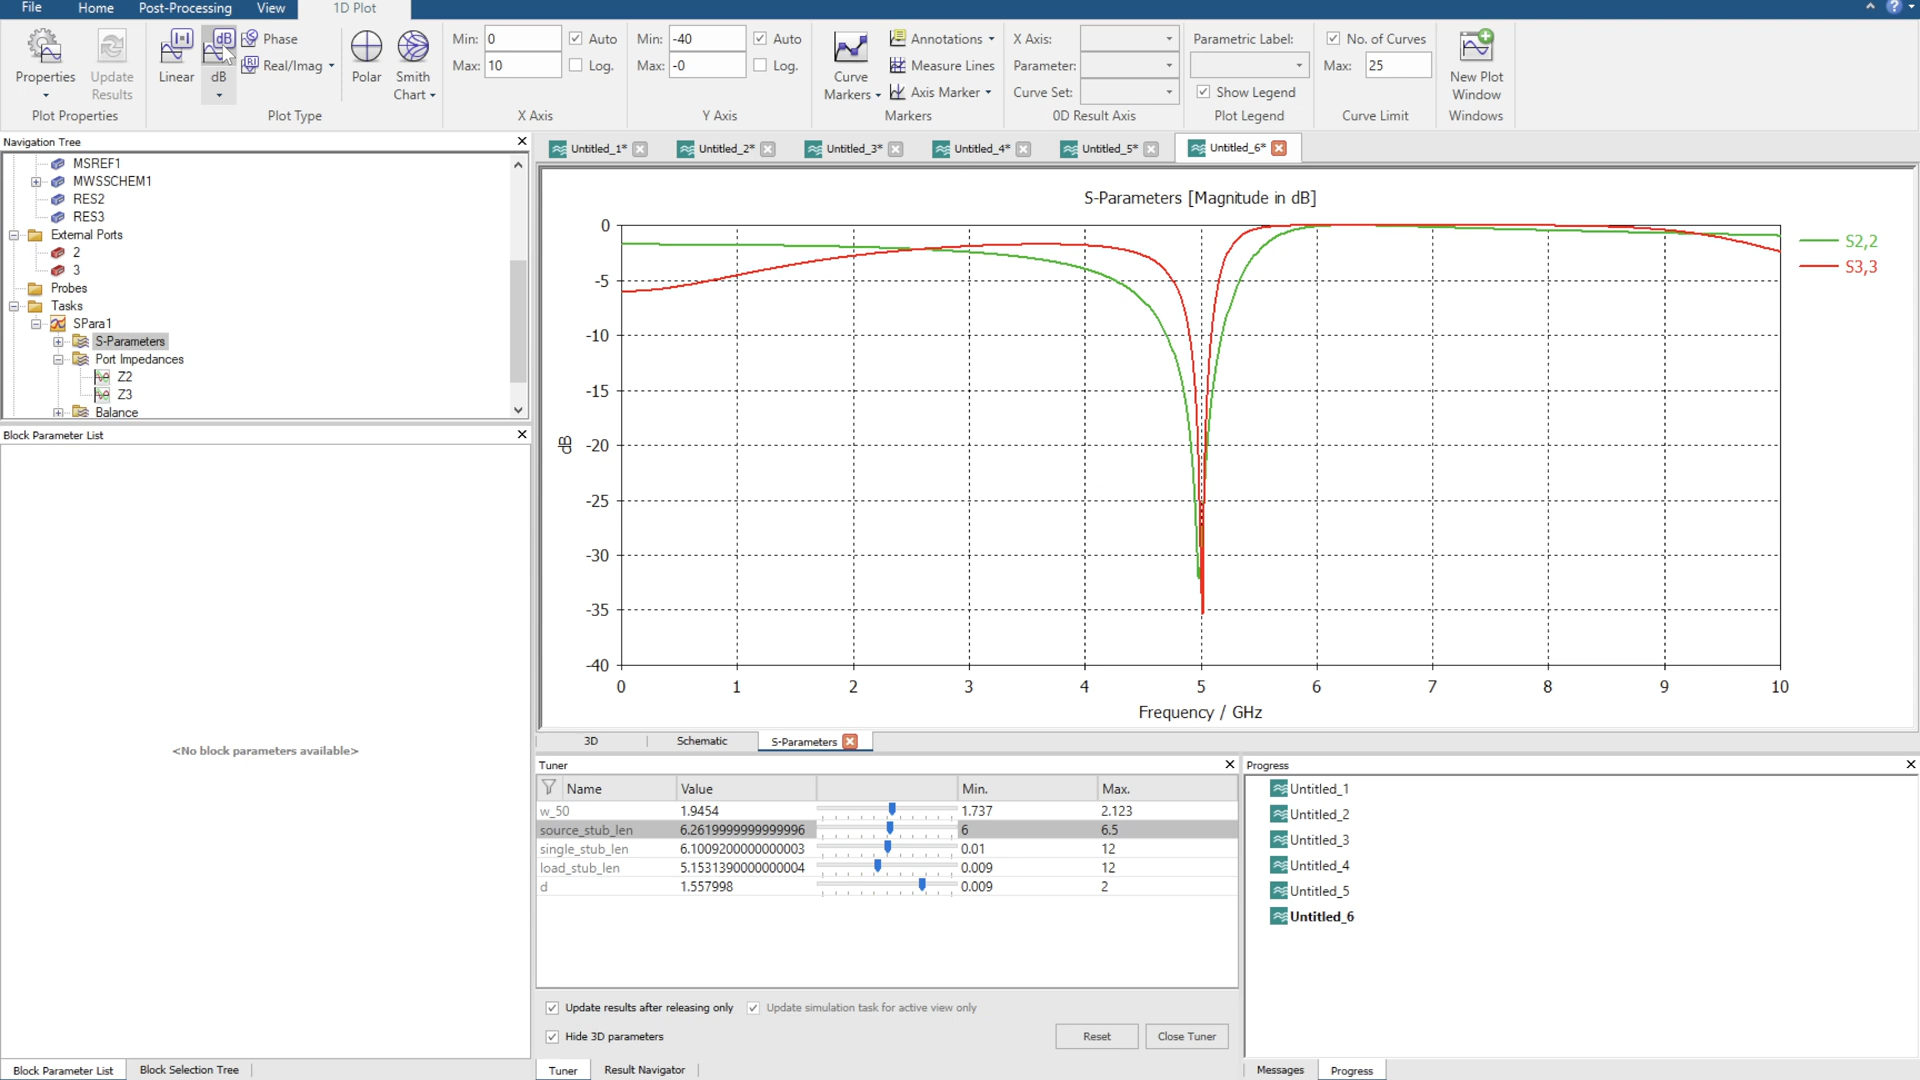 File Home Post-Processing View 1D Plot
Properties
Update Results
Plot Properties
Linear
dB
Phase
Real/Imag
Polar
Smith Chart
Plot Type
Min: 0 Auto
Max: 10 Log.
X Axis
Min: -40 Auto
Max: -0 Log.
Y Axis
Curve Markers
Annotations
Measure Lines
Axis Marker
Markers
X Axis:
Parameter:
Curve Set:
0D Result Axis
Parametric Label:
Show Legend
Plot Legend
No. of Curves
Max: 25
Curve Limit
New Plot Window
Windows
Navigation Tree
MSREF1
MWSSCHEM1
RES2
RES3
External Ports
2
3
Probes
Tasks
SPara1
S-Parameters
Port Impedances
Z2
Z3
Balance
Block Parameter List
<No block parameters available>
Block Parameter List Block Selection Tree
Untitled_1* Untitled_2* Untitled_3* Untitled_4* Untitled_5* Untitled_6*
S-Parameters [Magnitude in dB]
0
-5
-10
-15
-20
-25
-30
-35
-40
dB
0 1 2 3 4 5 6 7 8 9 10
Frequency / GHz
S2,2
S3,3
3D Schematic S-Parameters
Tuner
Name Value Min. Max.
w_50 1.9454 1.737 2.123
source_stub_len 6.2619999999999996 6 6.5
single_stub_len 6.1009200000000003 0.01 12
load_stub_len 5.1531390000000004 0.009 12
d 1.557998 0.009 2
Update results after releasing only Update simulation task for active view only
Hide 3D parameters Reset Close Tuner
Tuner Result Navigator
Progress
Untitled_1
Untitled_2
Untitled_3
Untitled_4
Untitled_5
Untitled_6
Messages Progress